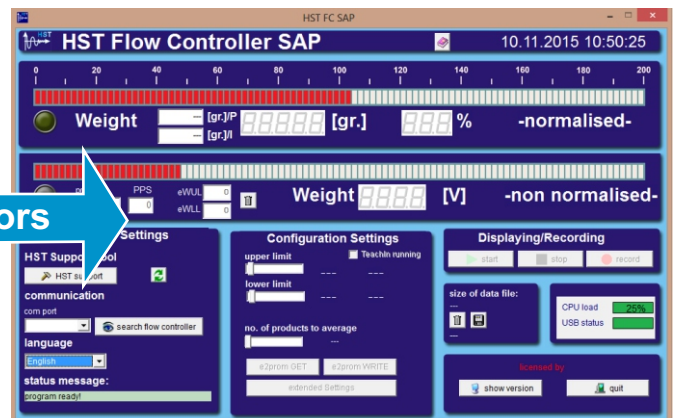 HST FC SAP
HST
HST Flow Controller SAP
10.11.2015 10:50:25
0 20 40 60 80 100 120 140 160 180 200
Weight
-- [gr.]/P
-- [gr.]/I
[gr.]
%
-normalised-
PPS
0
eWUL 0
eWLL 0
Weight
[V]
-non normalised-
ors
Settings
HST Support
HST support
communication
com port
search flow controller
language
English
status message:
program ready!
Configuration Settings
upper limit
TeachIn running
--- ---
lower limit
--- ---
no. of products to average
---
e2prom GET
e2prom WRITE
extended Settings
Displaying/Recording
start
stop
record
size of data file:
---
---
CPU load 25%
USB status
licensed by
show version
quit